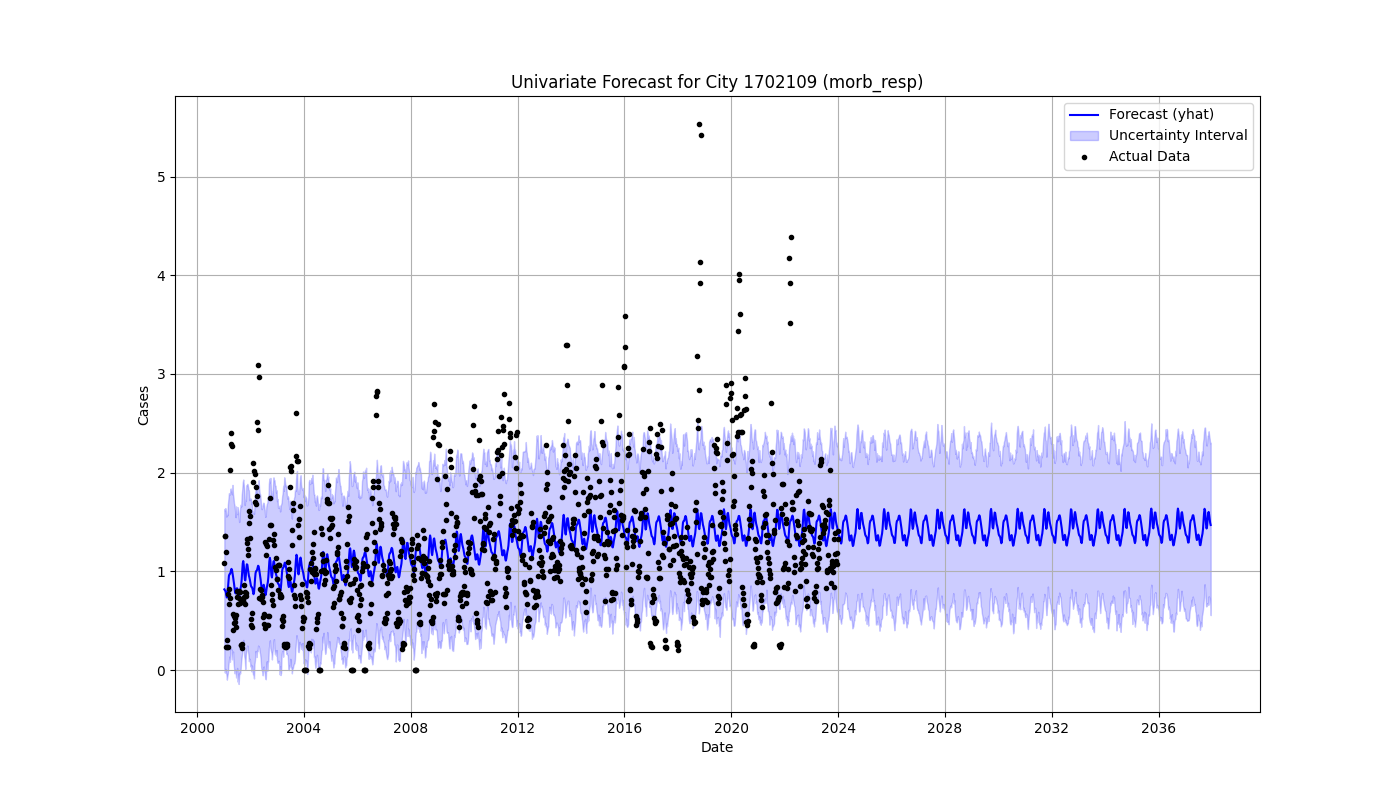 Univariate Forecast for City 1702109 (morb_resp)
Forecast (yhat)
Uncertainty Interval
Actual Data
Cases
5
4
3
2
1
0
2000 2004 2008 2012 2016 2020 2024 2028 2032 2036
Date